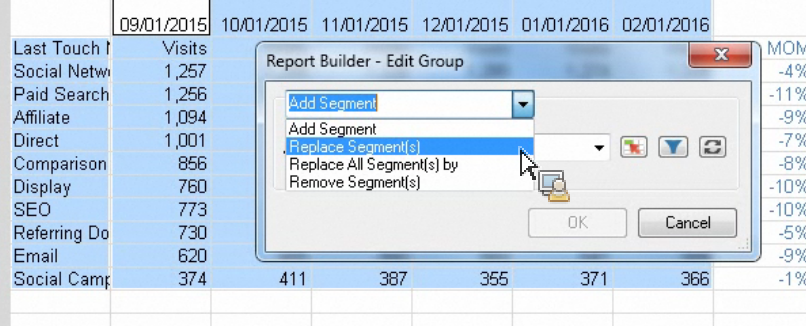 09/01/2015 10/01/2015 11/01/2015 12/01/2015 01/01/2016 02/01/2016
Last Touch Visits MOM
Social Visits 1,257 -4%
Paid Search 1,256 -11%
Affiliate 1,094 -9%
Direct 1,001 -7%
Comparison 856 -8%
Display 760 -10%
SEO 773 -10%
Referring Do 730 -5%
Email 620 -9%
Social Camp 374 411 387 355 371 366 -1%
Report Builder - Edit Group
Add Segment
Add Segment
Replace Segment(s)
Replace All Segment(s) by
Remove Segment(s)
OK Cancel